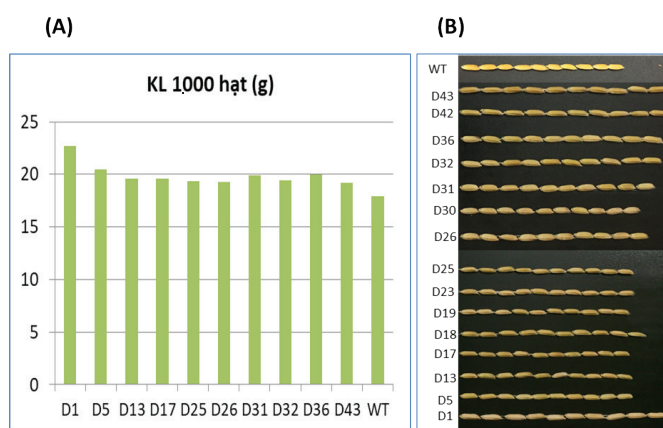 (A)
(B)
KL 1000 hạt (g)
25
20
15
10
5
0
D1 D5 D13 D17 D25 D26 D31 D32 D36 D43 WT
WT
D43
D42
D36
D32
D31
D30
D26
D25
D23
D19
D18
D17
D13
D5
D1